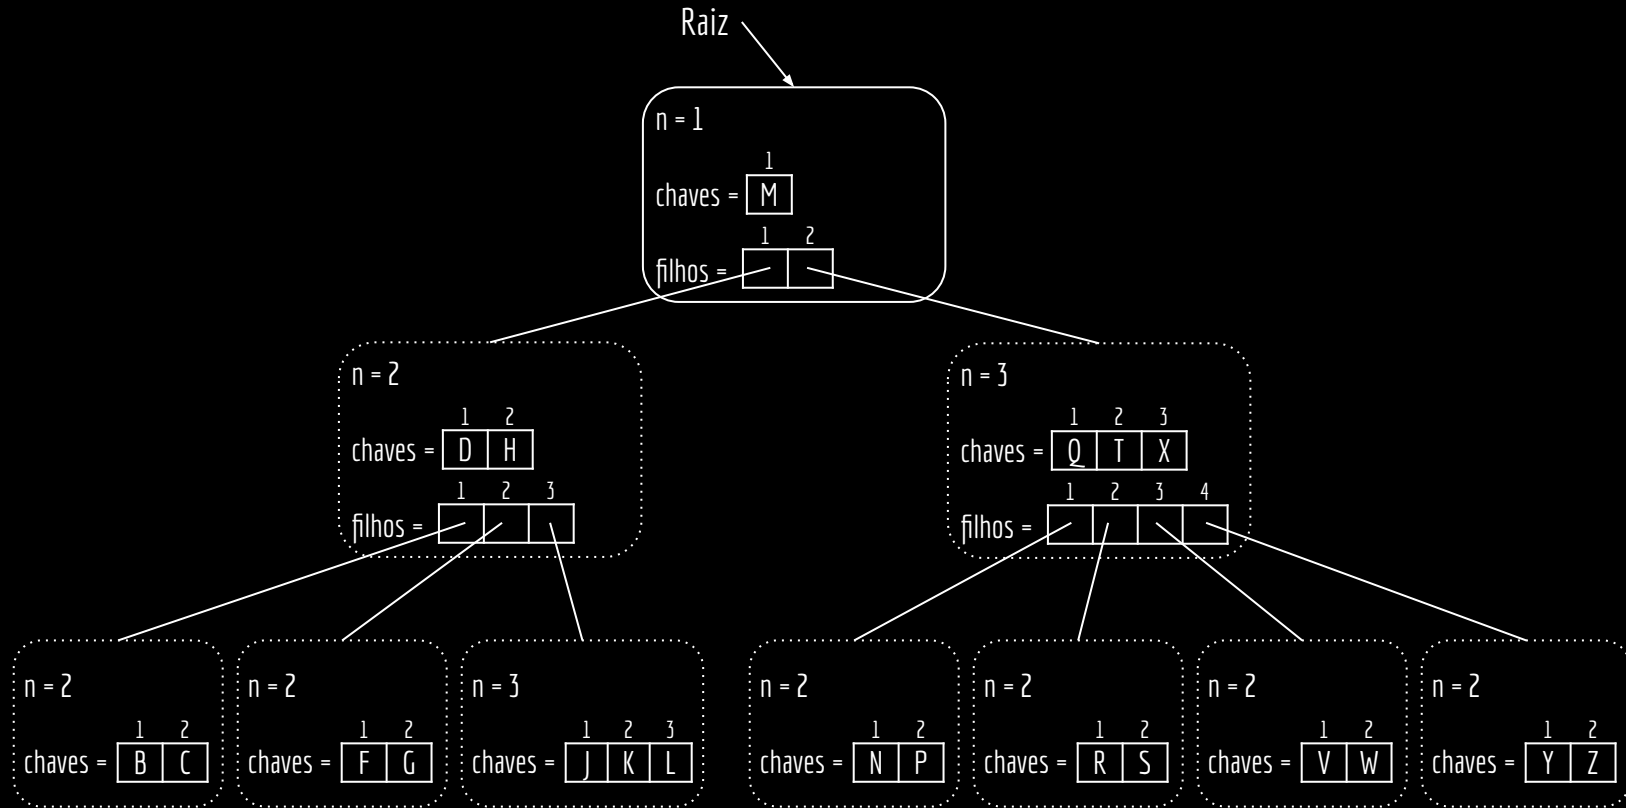 Raiz
n = 1
1
chaves = M
1 2
filhos =
n = 2
1 2
chaves = D H
1 2 3
filhos =
n = 3
1 2 3
chaves = Q T X
1 2 3 4
filhos =
n = 2
1 2
chaves = B C
n = 2
1 2
chaves = F G
n = 3
1 2 3
chaves = J K L
n = 2
1 2
chaves = N P
n = 2
1 2
chaves = R S
n = 2
1 2
chaves = V W
n = 2
1 2
chaves = Y Z